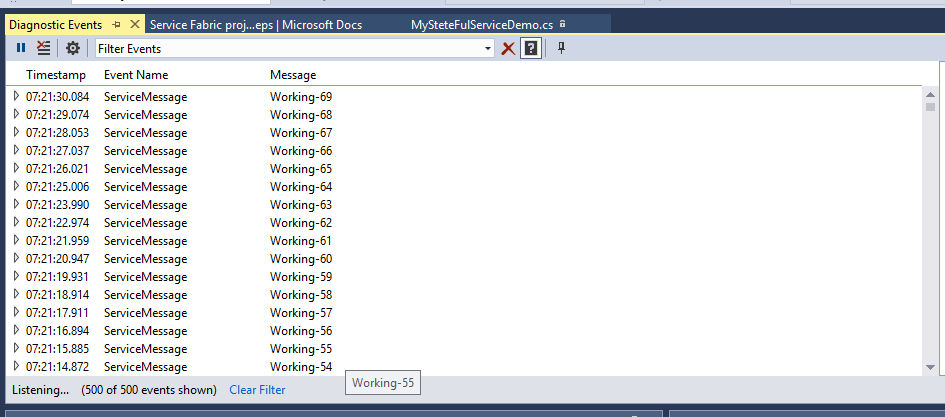 Diagnostic Events Service Fabric proj...eps | Microsoft Docs MySteteFulServiceDemo.cs
Filter Events
Timestamp Event Name Message
07:21:30.084 ServiceMessage Working-69
07:21:29.074 ServiceMessage Working-68
07:21:28.053 ServiceMessage Working-67
07:21:27.037 ServiceMessage Working-66
07:21:26.021 ServiceMessage Working-65
07:21:25.006 ServiceMessage Working-64
07:21:23.990 ServiceMessage Working-63
07:21:22.974 ServiceMessage Working-62
07:21:21.959 ServiceMessage Working-61
07:21:20.947 ServiceMessage Working-60
07:21:19.931 ServiceMessage Working-59
07:21:18.914 ServiceMessage Working-58
07:21:17.911 ServiceMessage Working-57
07:21:16.894 ServiceMessage Working-56
07:21:15.885 ServiceMessage Working-55
07:21:14.872 ServiceMessage Working-54
Working-55
Listening... (500 of 500 events shown) Clear Filter